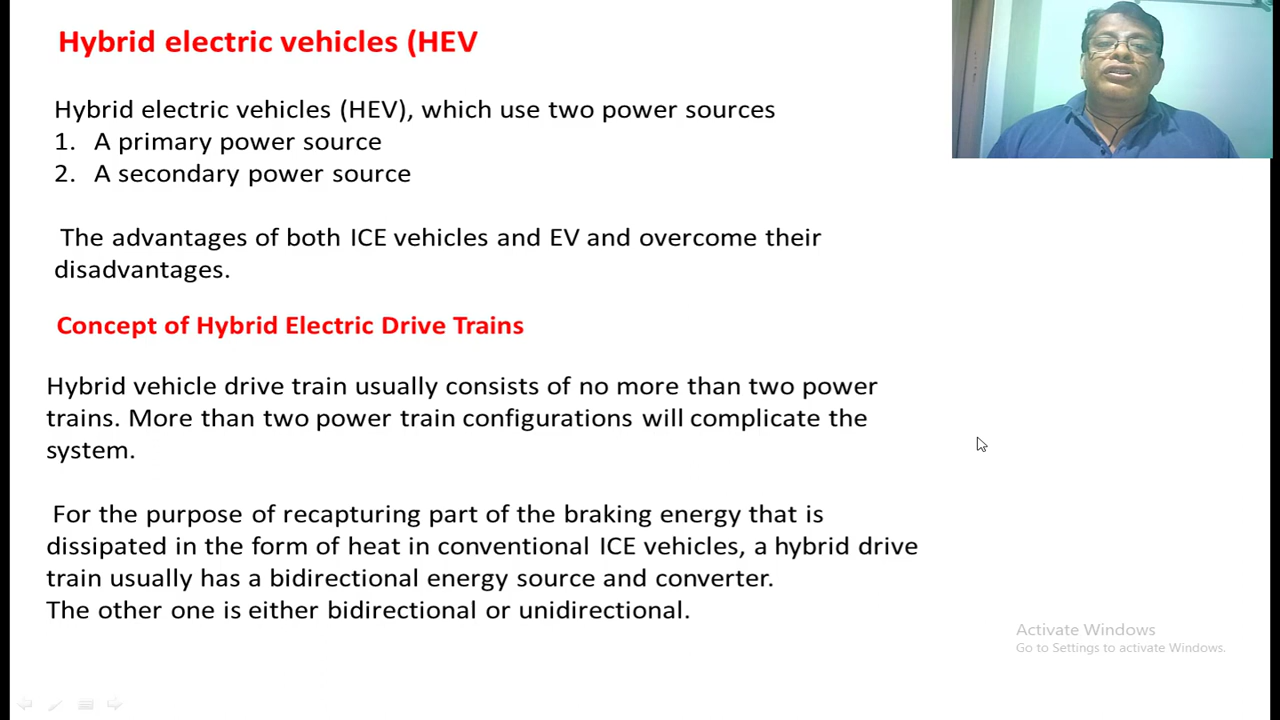 Hybrid electric vehicles (HEV
Hybrid electric vehicles (HEV), which use two power sources
1. A primary power source
2. A secondary power source
The advantages of both ICE vehicles and EV and overcome their
disadvantages.
Concept of Hybrid Electric Drive Trains
Hybrid vehicle drive train usually consists of no more than two power
trains. More than two power train configurations will complicate the
system.
For the purpose of recapturing part of the braking energy that is
dissipated in the form of heat in conventional ICE vehicles, a hybrid drive
train usually has a bidirectional energy source and converter.
The other one is either bidirectional or unidirectional.
Activate Windows
Go to Settings to activate Windows.